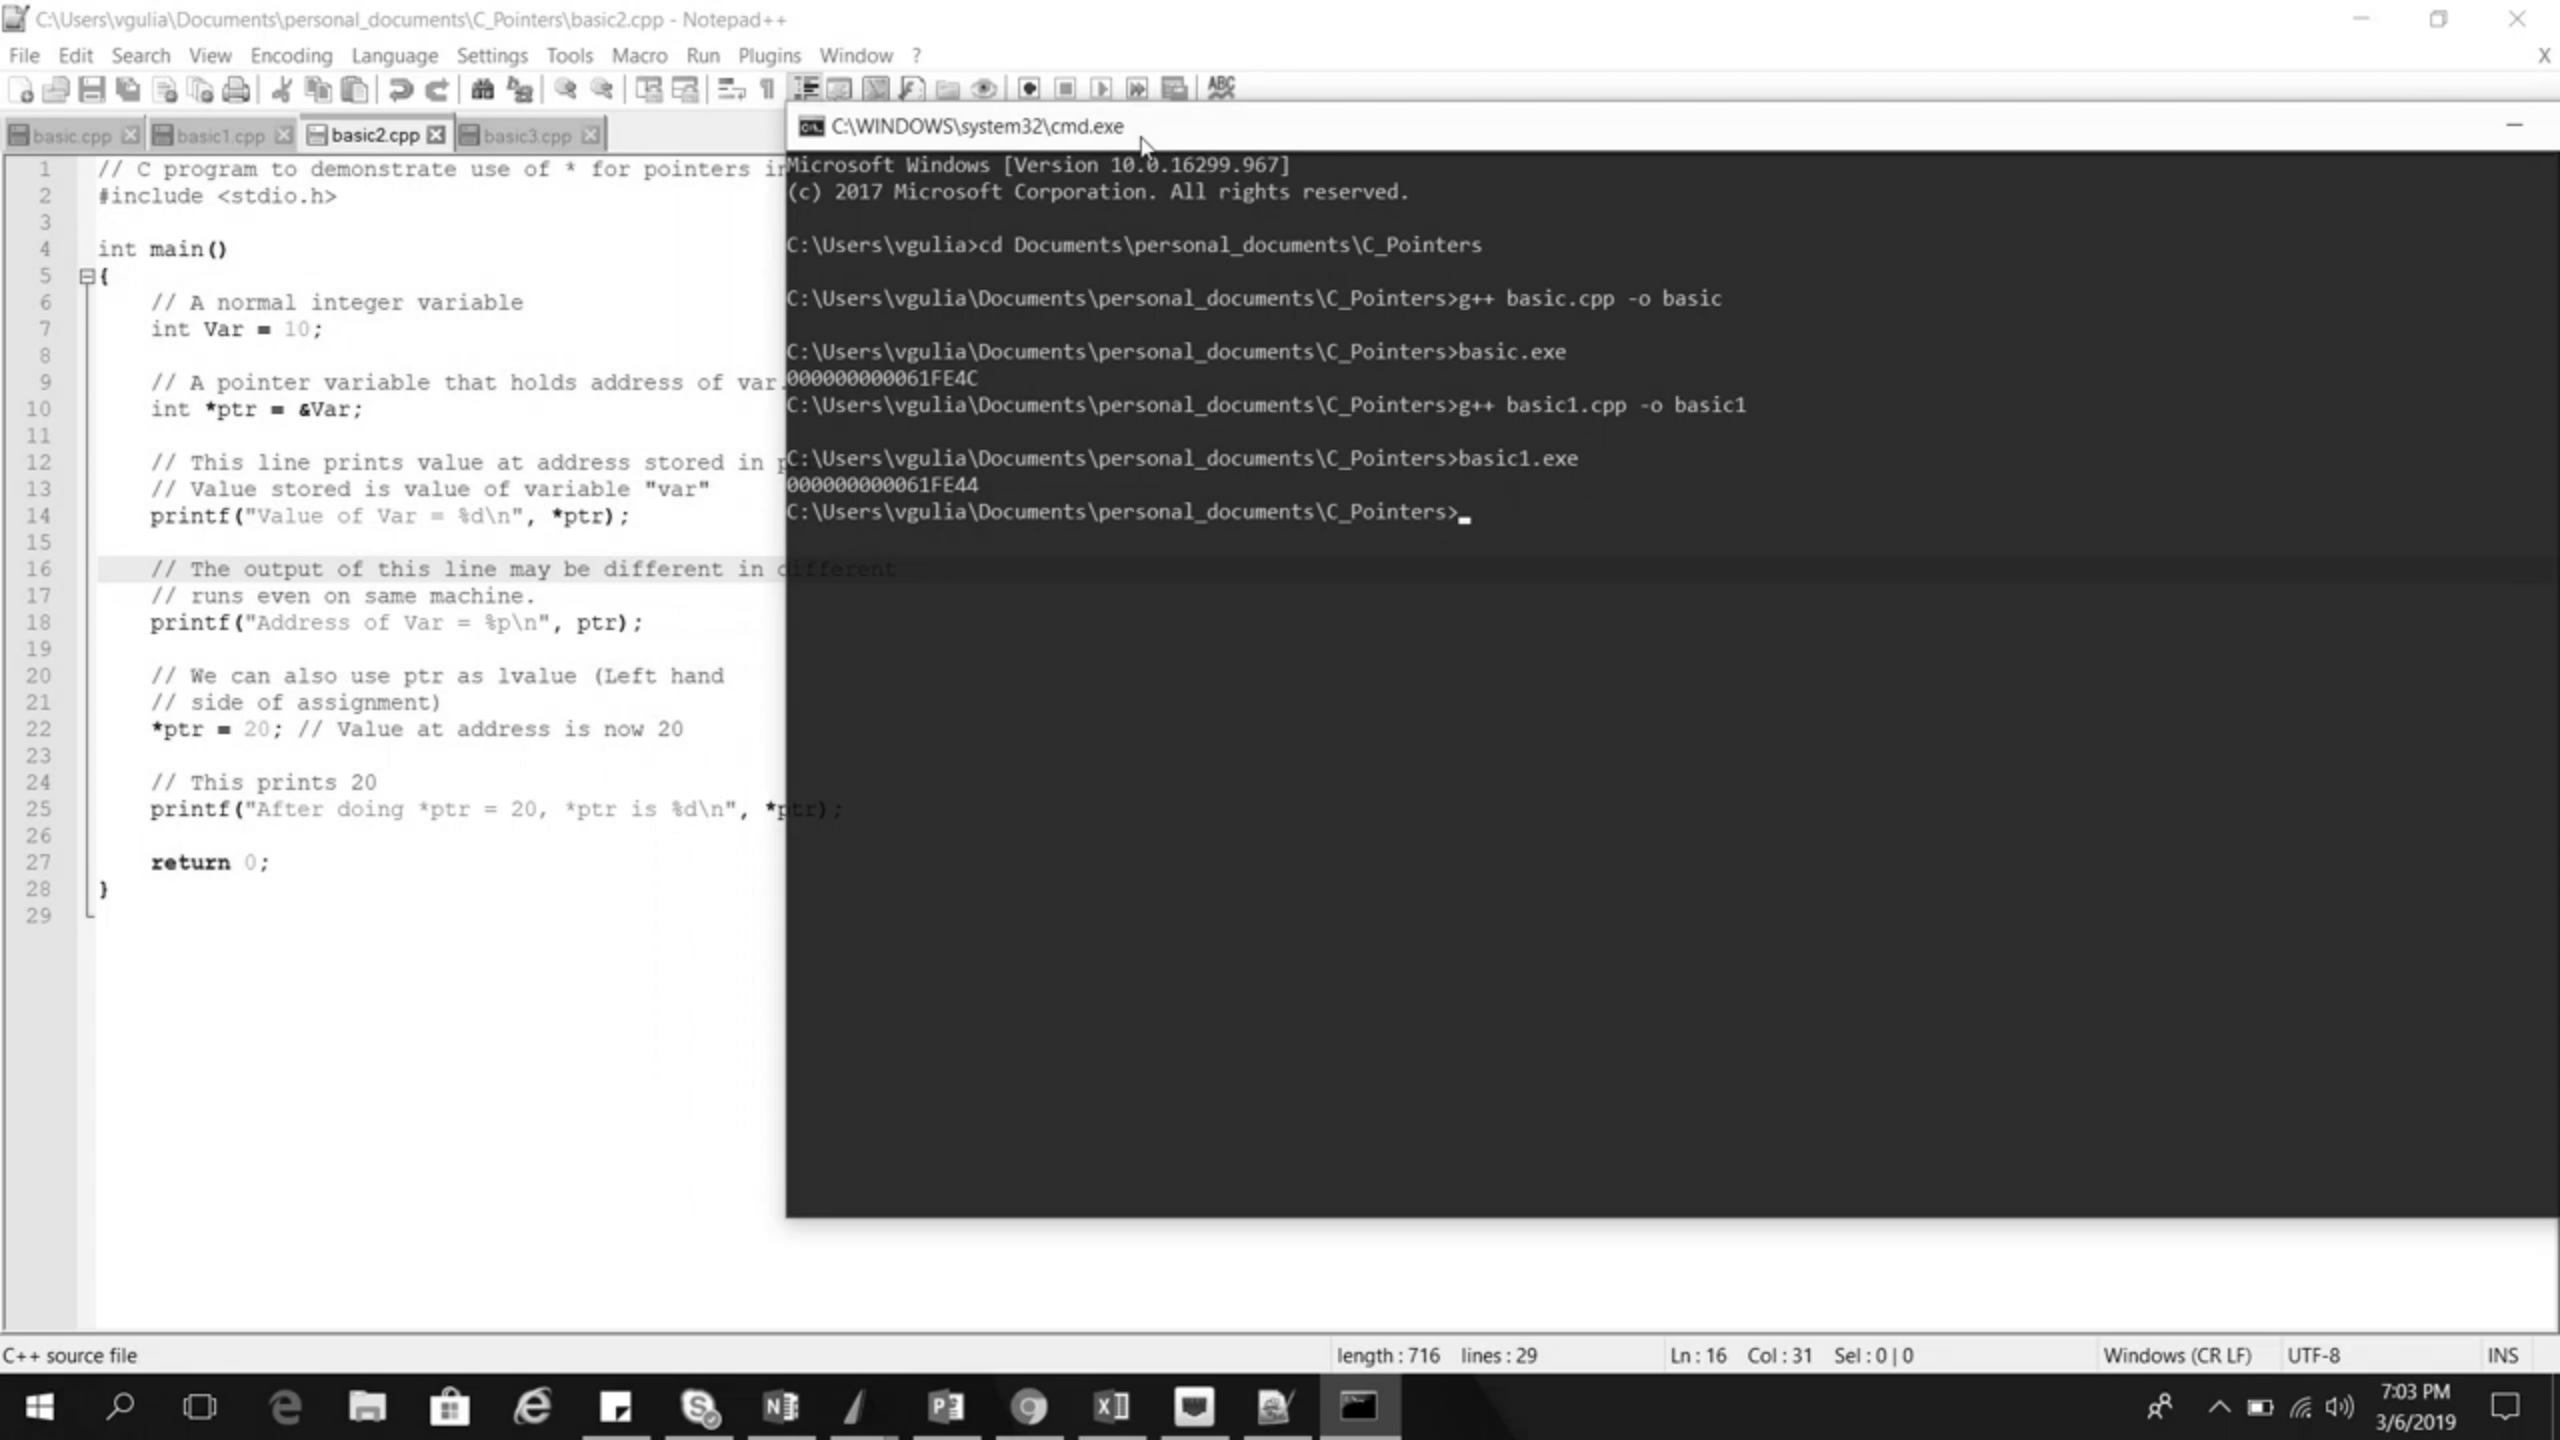 C:\Users\vgulia\Documents\personal_documents\C_Pointers\basic2.cpp - Notepad++
File Edit Search View Encoding Language Settings Tools Macro Run Plugins Window ? X
ABC
basic.cpp basic1.cpp basic2.cpp basic3.cpp
1 // C program to demonstrate use of * for pointers in
2 #include <stdio.h>
3
4 int main()
5 {
6 // A normal integer variable
7 int Var = 10;
8
9 // A pointer variable that holds address of var.
10 int *ptr = &Var;
11
12 // This line prints value at address stored in p
13 // Value stored is value of variable "var"
14 printf("Value of Var = %d\n", *ptr);
15
16 // The output of this line may be different in different
17 // runs even on same machine.
18 printf("Address of Var = %p\n", ptr);
19
20 // We can also use ptr as lvalue (Left hand
21 // side of assignment)
22 *ptr = 20; // Value at address is now 20
23
24 // This prints 20
25 printf("After doing *ptr = 20, *ptr is %d\n", *ptr);
26
27 return 0;
28 }
29
C:\WINDOWS\system32\cmd.exe
Microsoft Windows [Version 10.0.16299.967]
(c) 2017 Microsoft Corporation. All rights reserved.
C:\Users\vgulia>cd Documents\personal_documents\C_Pointers
C:\Users\vgulia\Documents\personal_documents\C_Pointers>g++ basic.cpp -o basic
C:\Users\vgulia\Documents\personal_documents\C_Pointers>basic.exe
000000000061FE4C
C:\Users\vgulia\Documents\personal_documents\C_Pointers>g++ basic1.cpp -o basic1
C:\Users\vgulia\Documents\personal_documents\C_Pointers>basic1.exe
000000000061FE44
C:\Users\vgulia\Documents\personal_documents\C_Pointers>
C++ source file length : 716 lines : 29 Ln : 16 Col : 31 Sel : 0 | 0 Windows (CR LF) UTF-8 INS
7:03 PM
3/6/2019